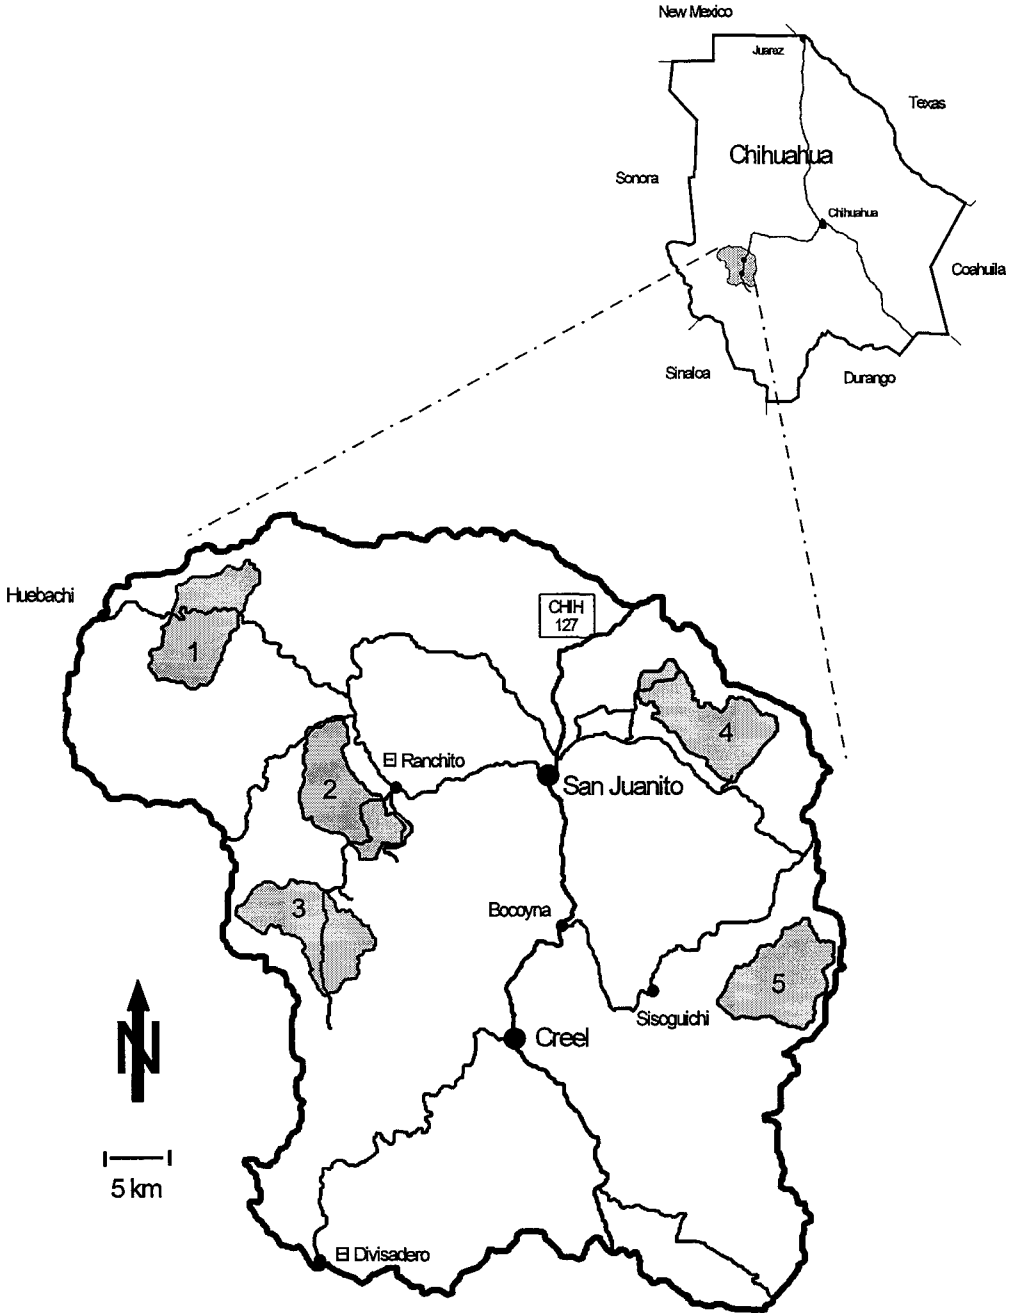 New Mexico
Juarez
Texas
Chihuahua
Sonora
Chihuahua
Coahuila
Sinaloa
Durango
Huebachi
CHIH
127
1
4
El Ranchito
2
San Juanito
3
Bocoyna
5
Sisoguichi
N
Creel
5 km
El Divisadero